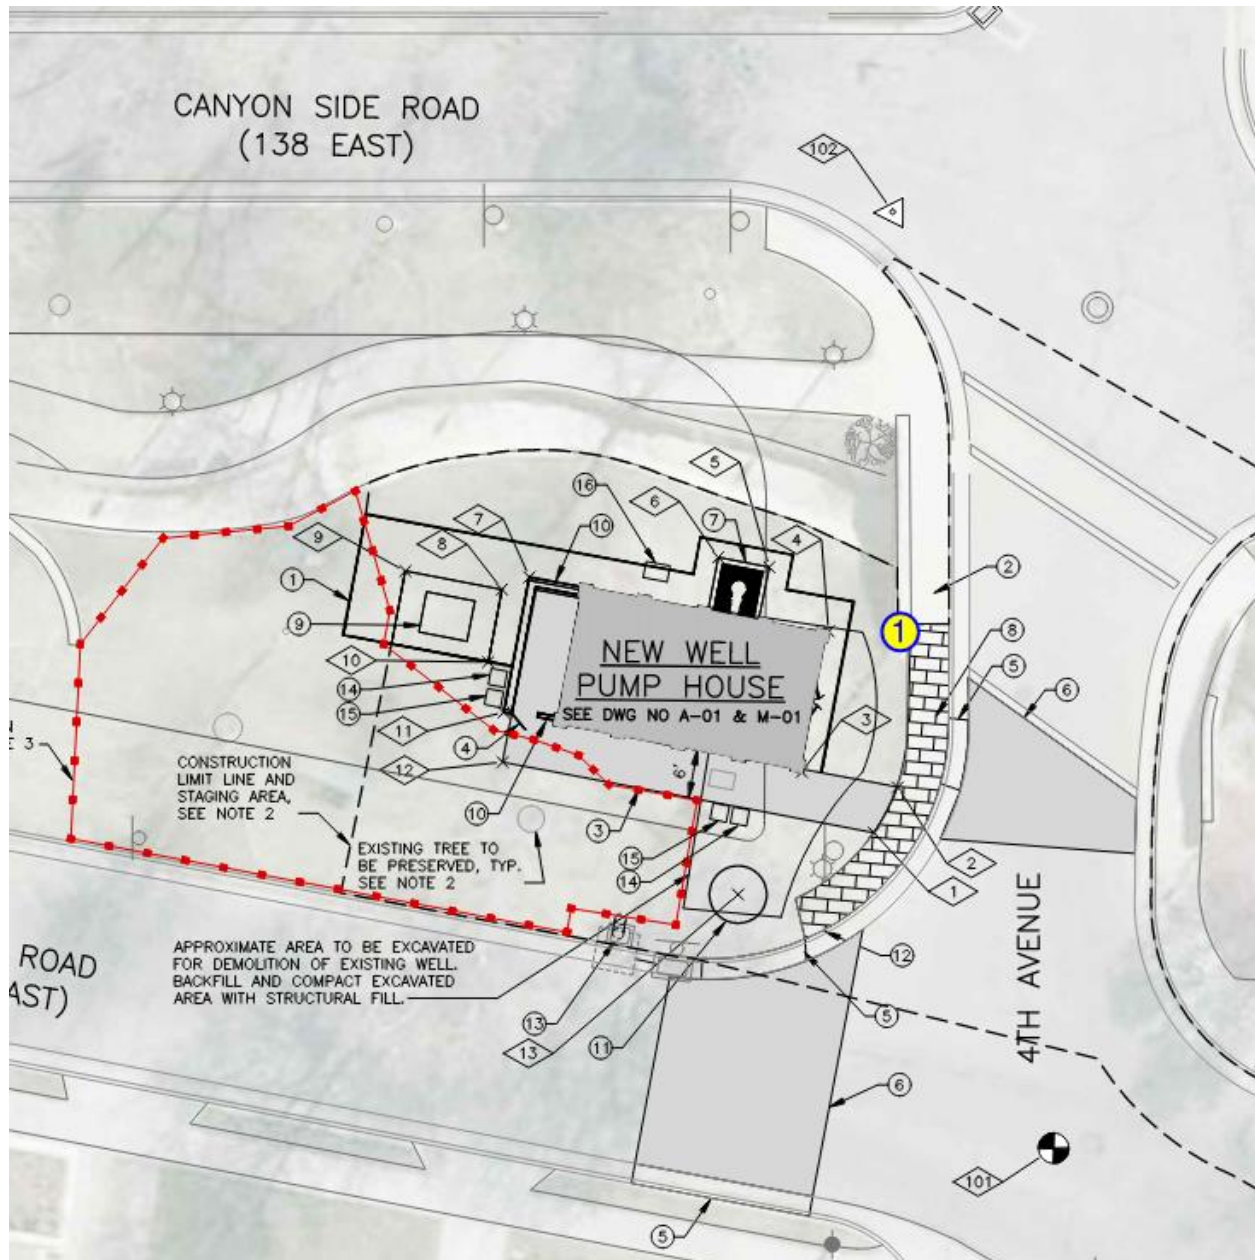 CANYON SIDE ROAD
(138 EAST)
102
5
6
16
7
10
7
4
9
8
1
2
9
1
8
NEW WELL
PUMP HOUSE
SEE DWG NO A-01 & M-01
10
5
6
14
15
3
11
4
12
6'
N
E 3
CONSTRUCTION
LIMIT LINE AND
STAGING AREA,
SEE NOTE 2
10
3
15
14
2
1
EXISTING TREE TO
BE PRESERVED, TYP.
SEE NOTE 2
APPROXIMATE AREA TO BE EXCAVATED
FOR DEMOLITION OF EXISTING WELL.
BACKFILL AND COMPACT EXCAVATED
AREA WITH STRUCTURAL FILL.
ROAD
AST)
12
4TH AVENUE
13
5
13
11
6
101
5